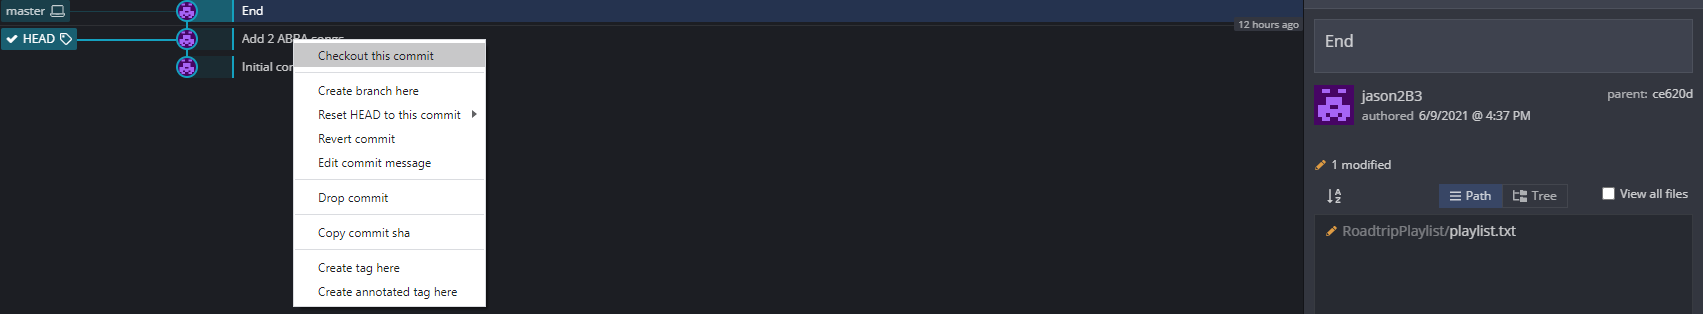 master
End
12 hours ago
HEAD
Add 2 ABBA songs
Initial
Checkout this commit
Create branch here
Reset HEAD to this commit
Revert commit
Edit commit message
Drop commit
Copy commit sha
Create tag here
Create annotated tag here
End
jason2B3
parent: ce620d
authored 6/9/2021 @ 4:37 PM
1 modified
A
Z
Path
Tree
View all files
RoadtripPlaylist/playlist.txt